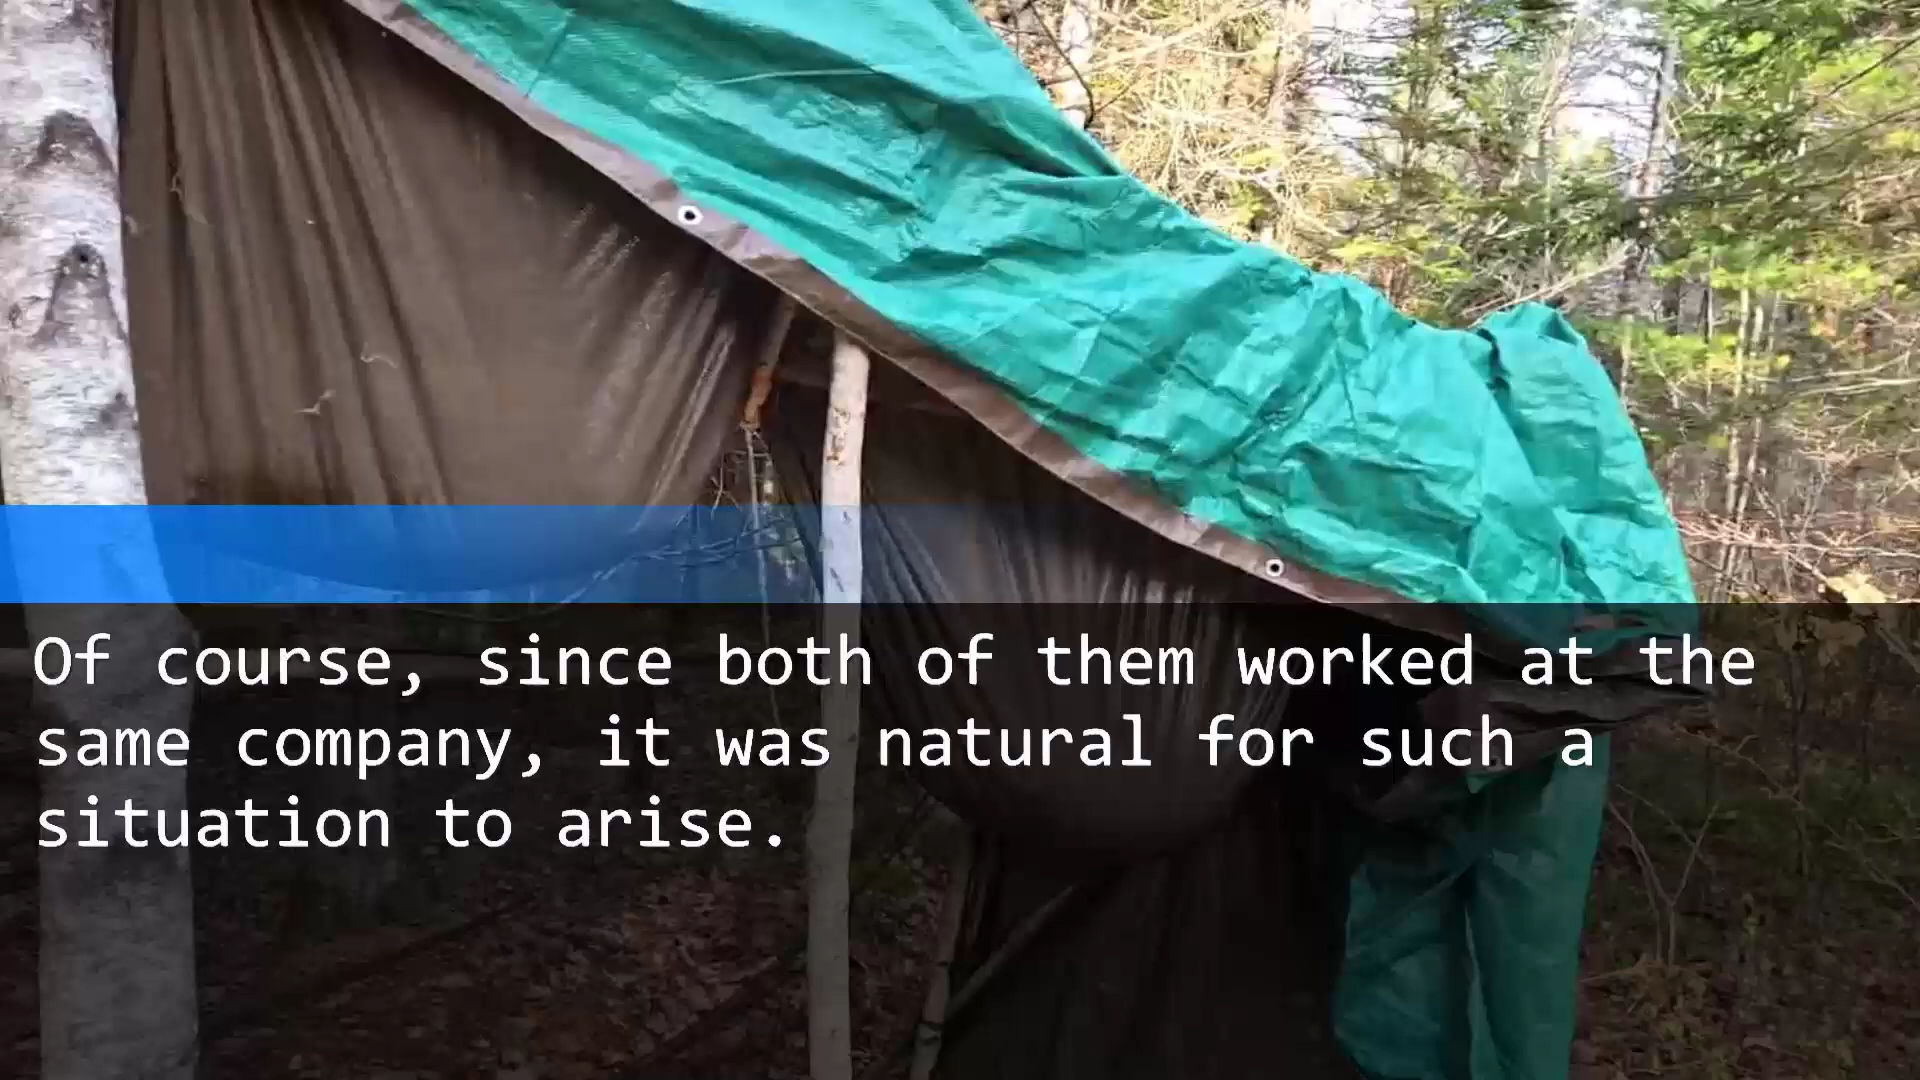 Of course, since both of them worked at the
same company, it was natural for such a
situation to arise.